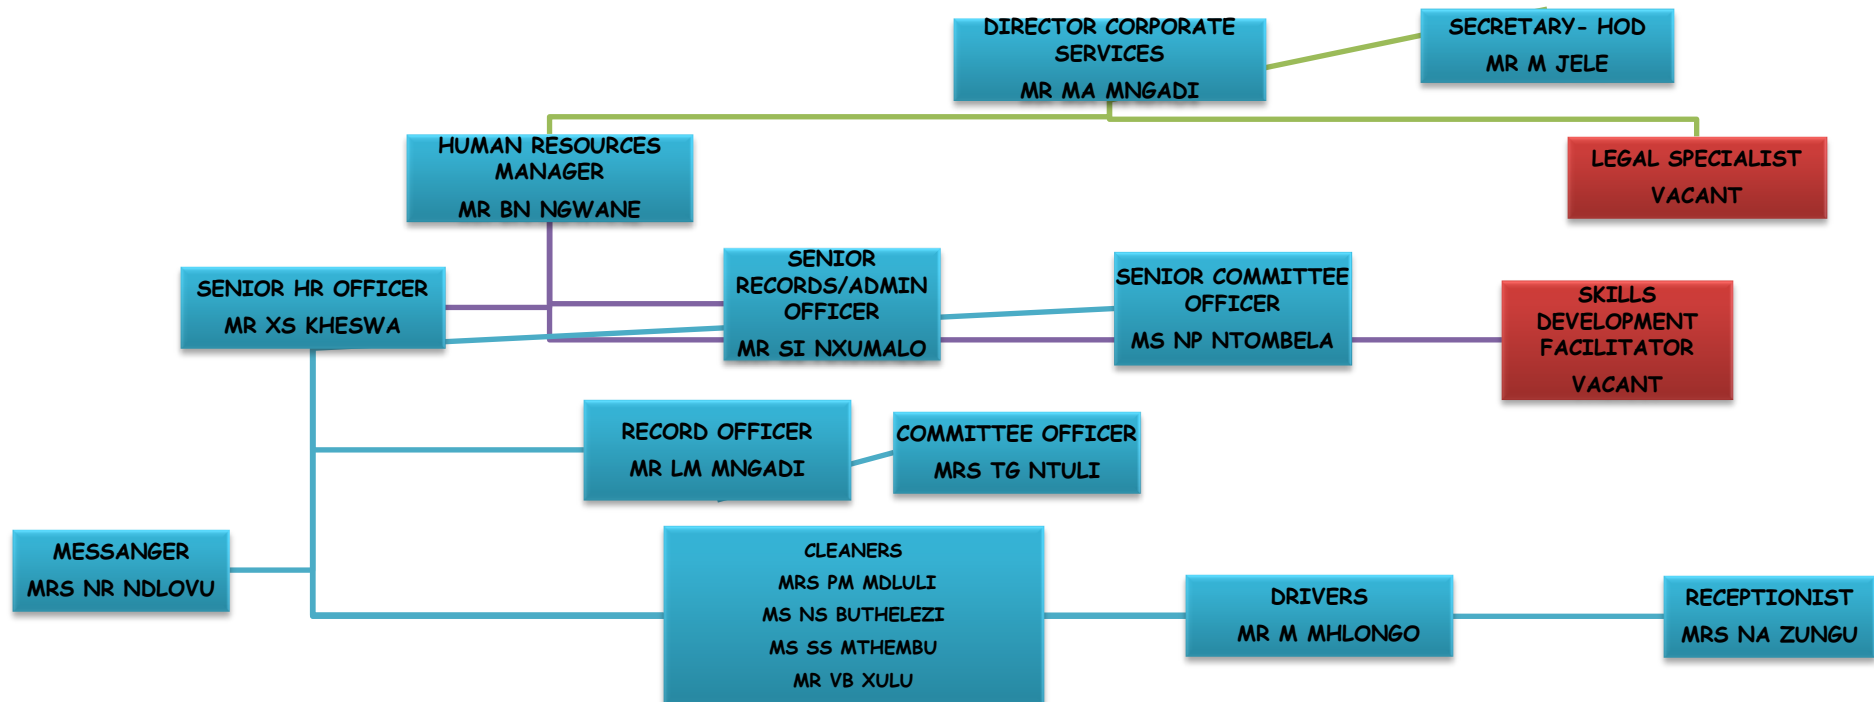 DIRECTOR CORPORATE
SERVICES
MR MA MNGADI
SECRETARY- HOD
MR M JELE
HUMAN RESOURCES
MANAGER
MR BN NGWANE
LEGAL SPECIALIST
VACANT
SENIOR HR OFFICER
MR XS KHESWA
SENIOR
RECORDS/ADMIN
OFFICER
MR SI NXUMALO
SENIOR COMMITTEE
OFFICER
MS NP NTOMBELA
SKILLS
DEVELOPMENT
FACILITATOR
VACANT
RECORD OFFICER
MR LM MNGADI
COMMITTEE OFFICER
MRS TG NTULI
MESSANGER
MRS NR NDLOVU
CLEANERS
MRS PM MDLULI
MS NS BUTHELEZI
MS SS MTHEMBU
MR VB XULU
DRIVERS
MR M MHLONGO
RECEPTIONIST
MRS NA ZUNGU